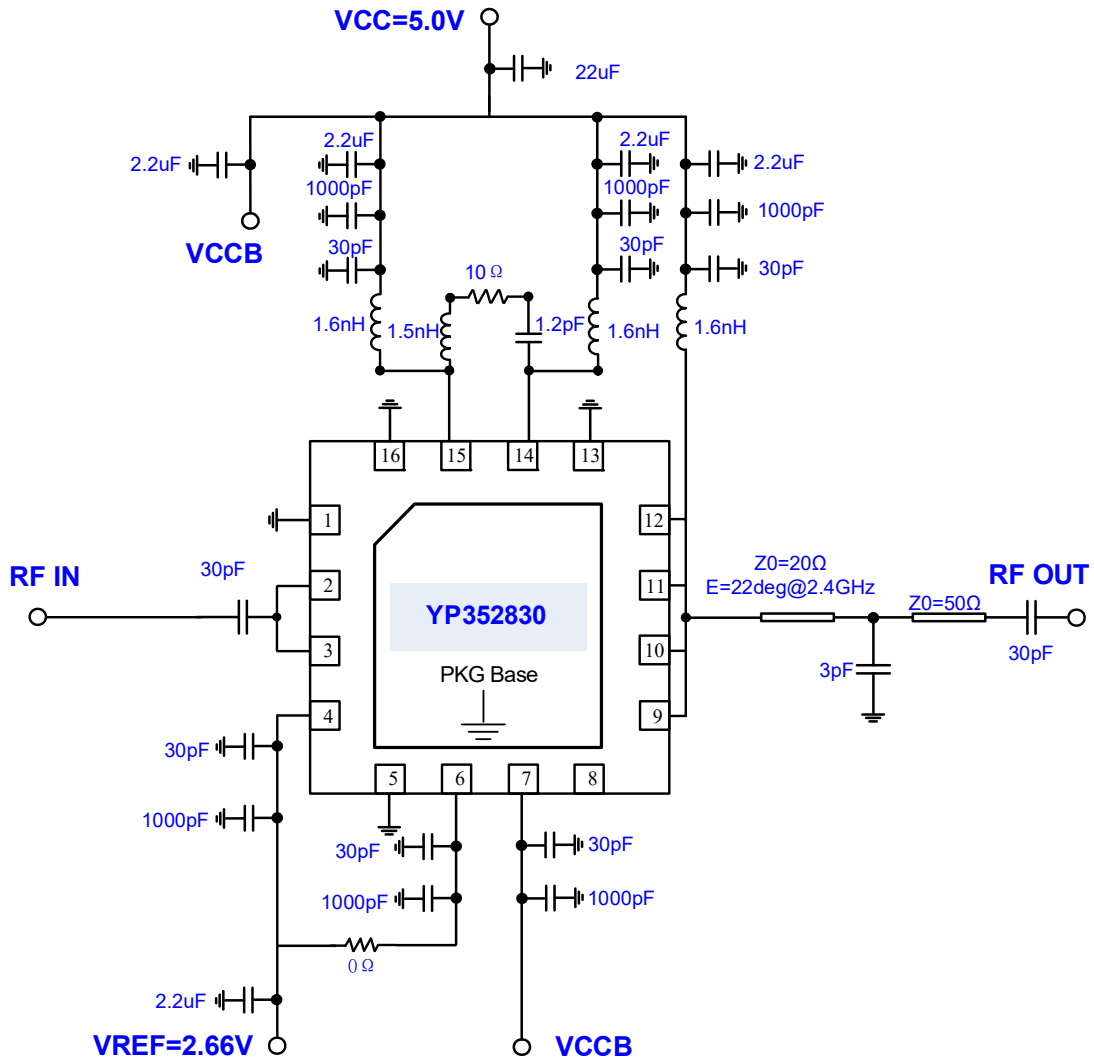 VCC=5.0V
22uF
2.2uF
2.2uF
2.2uF
2.2uF
1000pF
1000pF
1000pF
VCCB
30pF
30pF
30pF
10 Ω
1.6nH
1.5nH
1.2pF
1.6nH
1.6nH
16
15
14
13
1
12
RF IN
30pF
2
11
Z0=20Ω
E=22deg@2.4GHz
RF OUT
Z0=50Ω
YP352830
3
10
30pF
PKG Base
3pF
4
9
30pF
5
6
7
8
1000pF
30pF
30pF
1000pF
1000pF
0 Ω
2.2uF
VREF=2.66V
VCCB